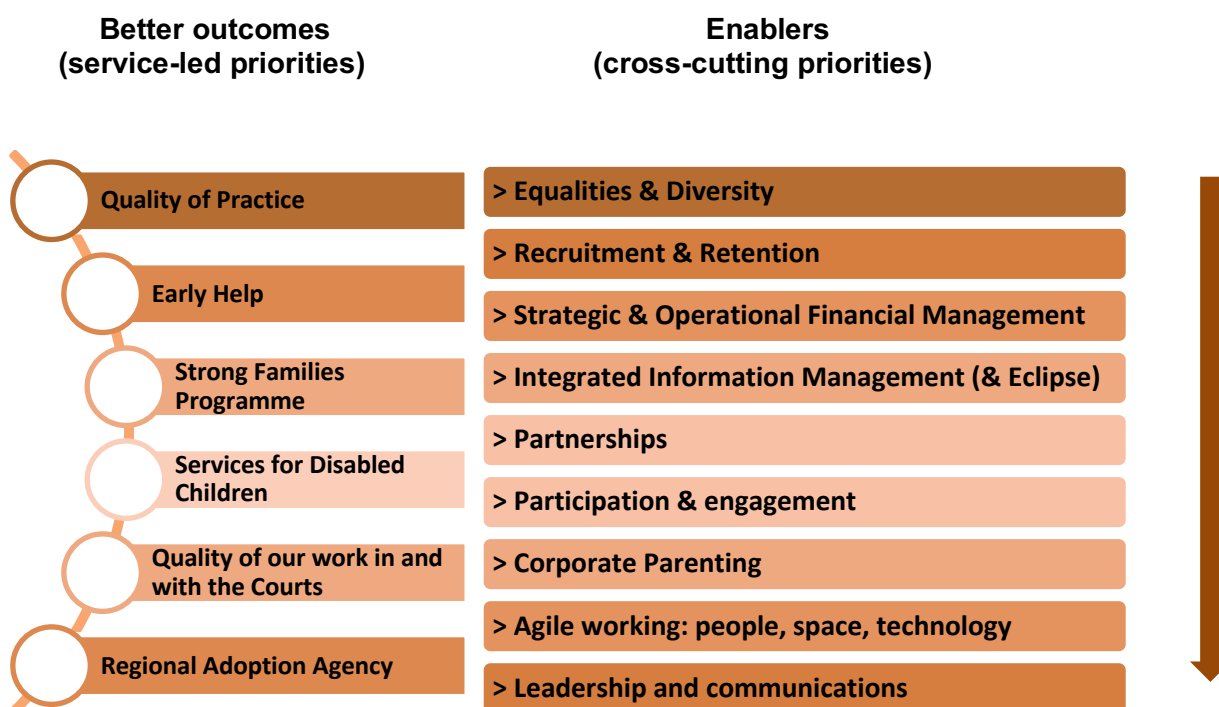 Better outcomes
(service-led priorities)
Enablers
(cross-cutting priorities)
Quality of Practice
Early Help
Strong Families
Programme
Services for Disabled
Children
Quality of our work in and
with the Courts
Regional Adoption Agency
> Equalities & Diversity
> Recruitment & Retention
> Strategic & Operational Financial Management
> Integrated Information Management (& Eclipse)
> Partnerships
> Participation & engagement
> Corporate Parenting
> Agile working: people, space, technology
> Leadership and communications